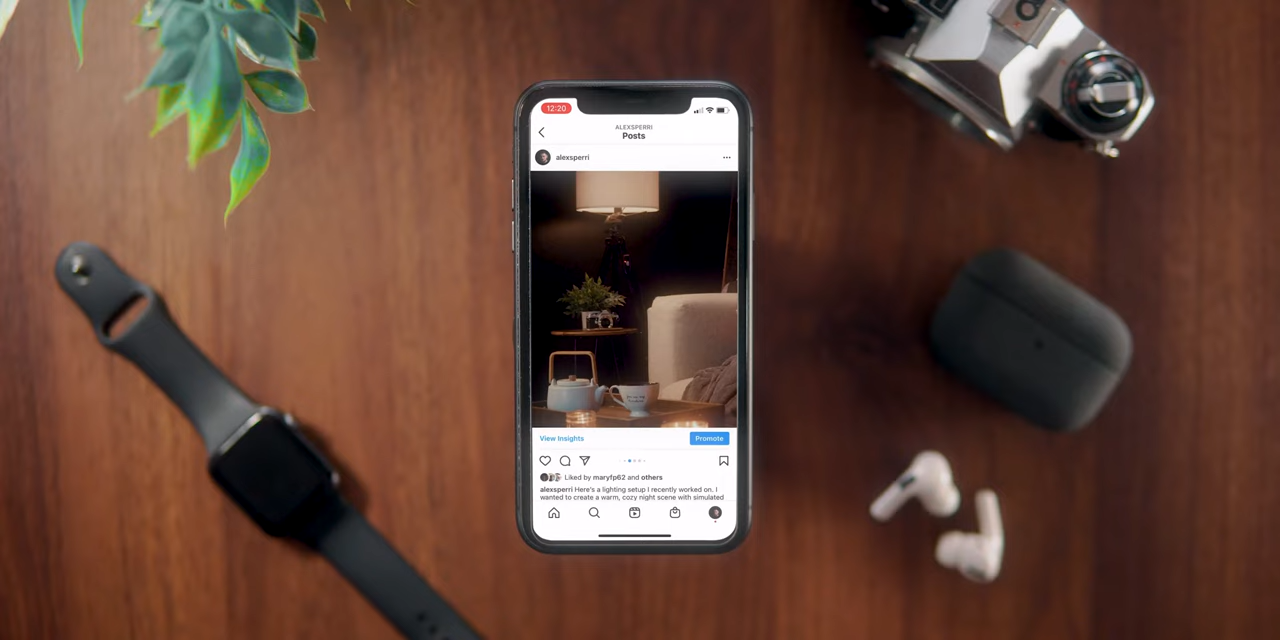 12:20
ALEXSPERRI
Posts
alexsperri
View Insights
Promote
Liked by maryfp62 and others
alexsperri Here's a lighting setup I recently worked on. I
wanted to create a warm, cozy night scene with simulated